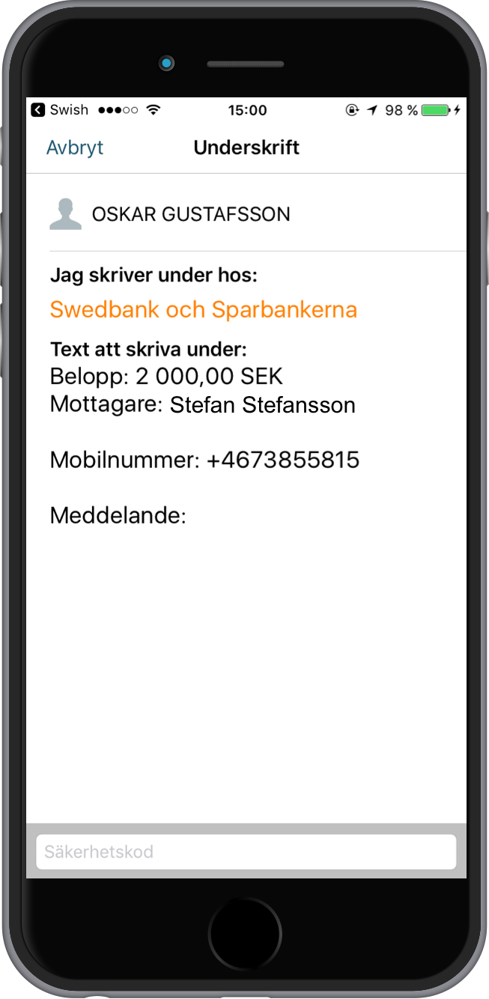 Swish 15:00 98 %
Avbryt Underskrift
OSKAR GUSTAFSSON
Jag skriver under hos:
Swedbank och Sparbankerna
Text att skriva under:
Belopp: 2 000,00 SEK
Mottagare: Stefan Stefansson
Mobilnummer: +4673855815
Meddelande:
Säkerhetskod